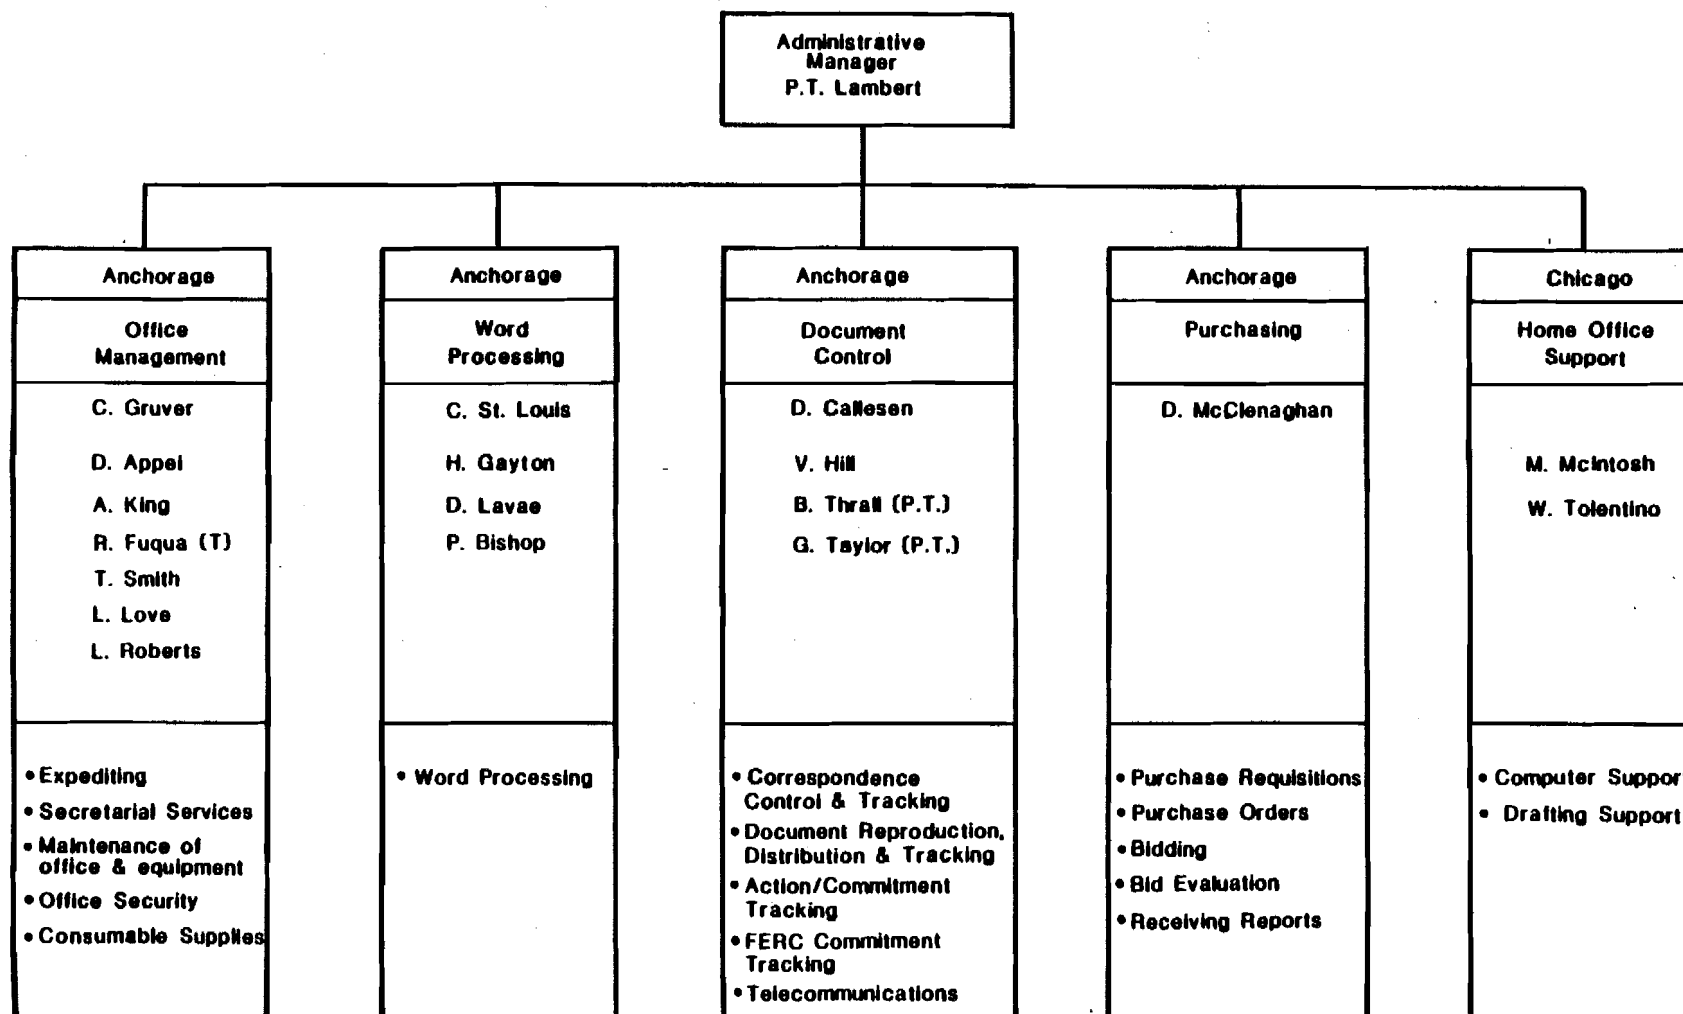 Administrative
Manager
P.T. Lambert
Anchorage
Office
Management
C. Gruver
D. Appel
A. King
R. Fuqua (T)
T. Smith
L. Love
L. Roberts
• Expediting
• Secretarial Services
• Maintenance of
office & equipment
• Office Security
• Consumable Supplies
Anchorage
Word
Processing
C. St. Louis
H. Gayton
D. Lavae
P. Bishop
• Word Processing
Anchorage
Document
Control
D. Callesen
V. Hill
B. Thrall (P.T.)
G. Taylor (P.T.)
• Correspondence
Control & Tracking
• Document Reproduction,
Distribution & Tracking
• Action/Commitment
Tracking
• FERC Commitment
Tracking
• Telecommunications
Anchorage
Purchasing
D. McClenaghan
• Purchase Requisitions
• Purchase Orders
• Bidding
• Bid Evaluation
• Receiving Reports
Chicago
Home Office
Support
M. McIntosh
W. Tolentino
• Computer Suppor
• Drafting Support